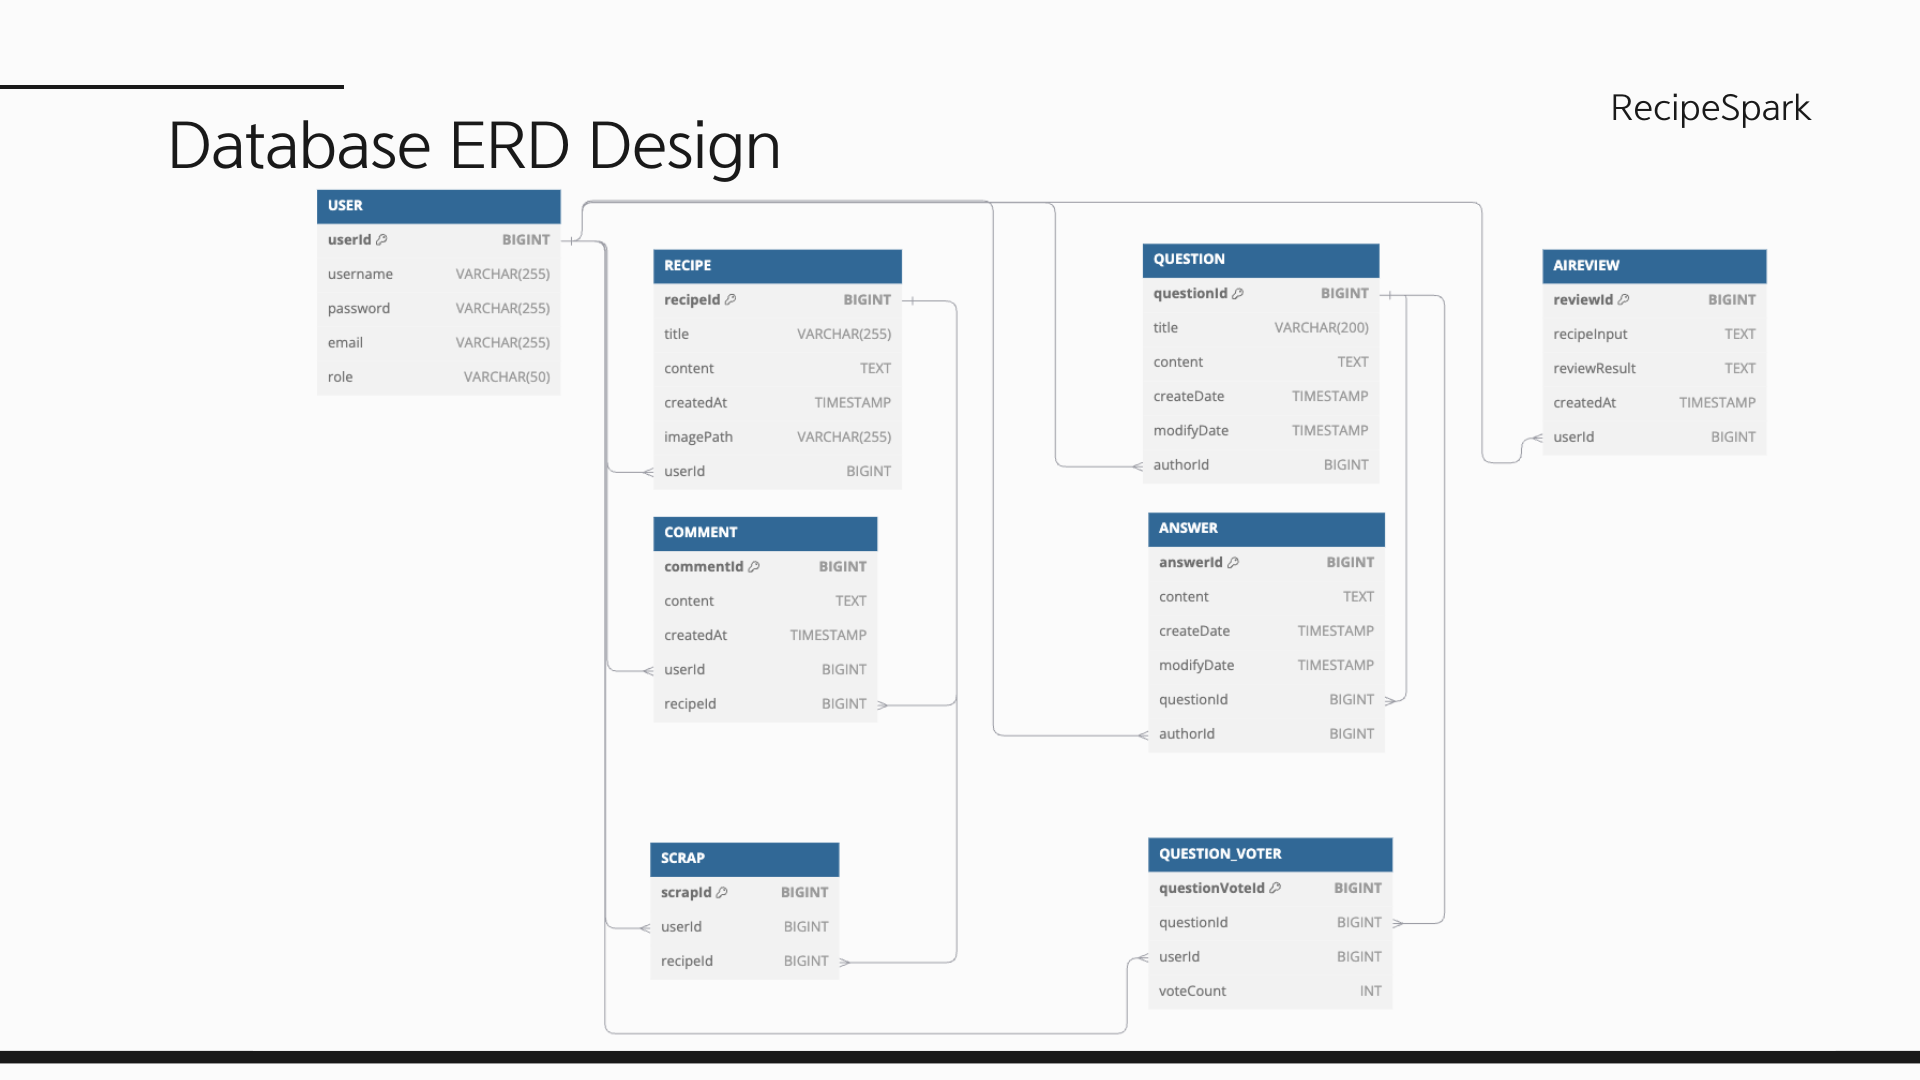 RecipeSpark
Database ERD Design
USER
userId BIGINT
username VARCHAR(255)
password VARCHAR(255)
email VARCHAR(255)
role VARCHAR(50)
RECIPE
recipeId BIGINT
title VARCHAR(255)
content TEXT
createdAt TIMESTAMP
imagePath VARCHAR(255)
userId BIGINT
COMMENT
commentId BIGINT
content TEXT
createdAt TIMESTAMP
userId BIGINT
recipeId BIGINT
SCRAP
scrapId BIGINT
userId BIGINT
recipeId BIGINT
QUESTION
questionId BIGINT
title VARCHAR(200)
content TEXT
createDate TIMESTAMP
modifyDate TIMESTAMP
authorId BIGINT
ANSWER
answerId BIGINT
content TEXT
createDate TIMESTAMP
modifyDate TIMESTAMP
questionId BIGINT
authorId BIGINT
QUESTION_VOTER
questionVoteId BIGINT
questionId BIGINT
userId BIGINT
voteCount INT
AIREVIEW
reviewId BIGINT
recipeInput TEXT
reviewResult TEXT
createdAt TIMESTAMP
userId BIGINT